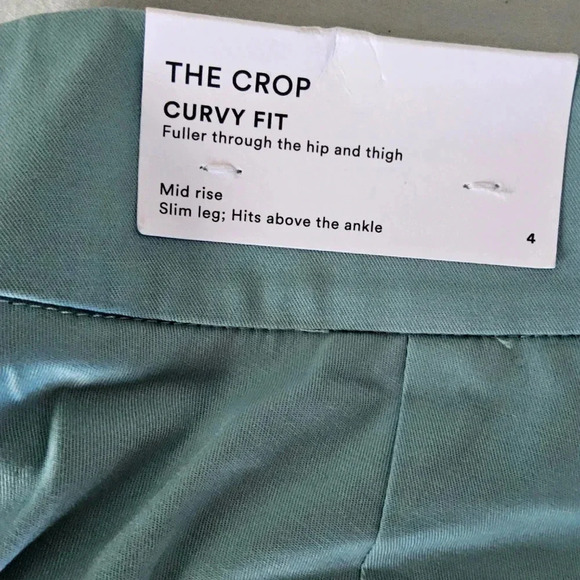 THE CROP
CURVY FIT
Fuller through the hip and thigh
Mid rise
Slim leg; Hits above the ankle
4